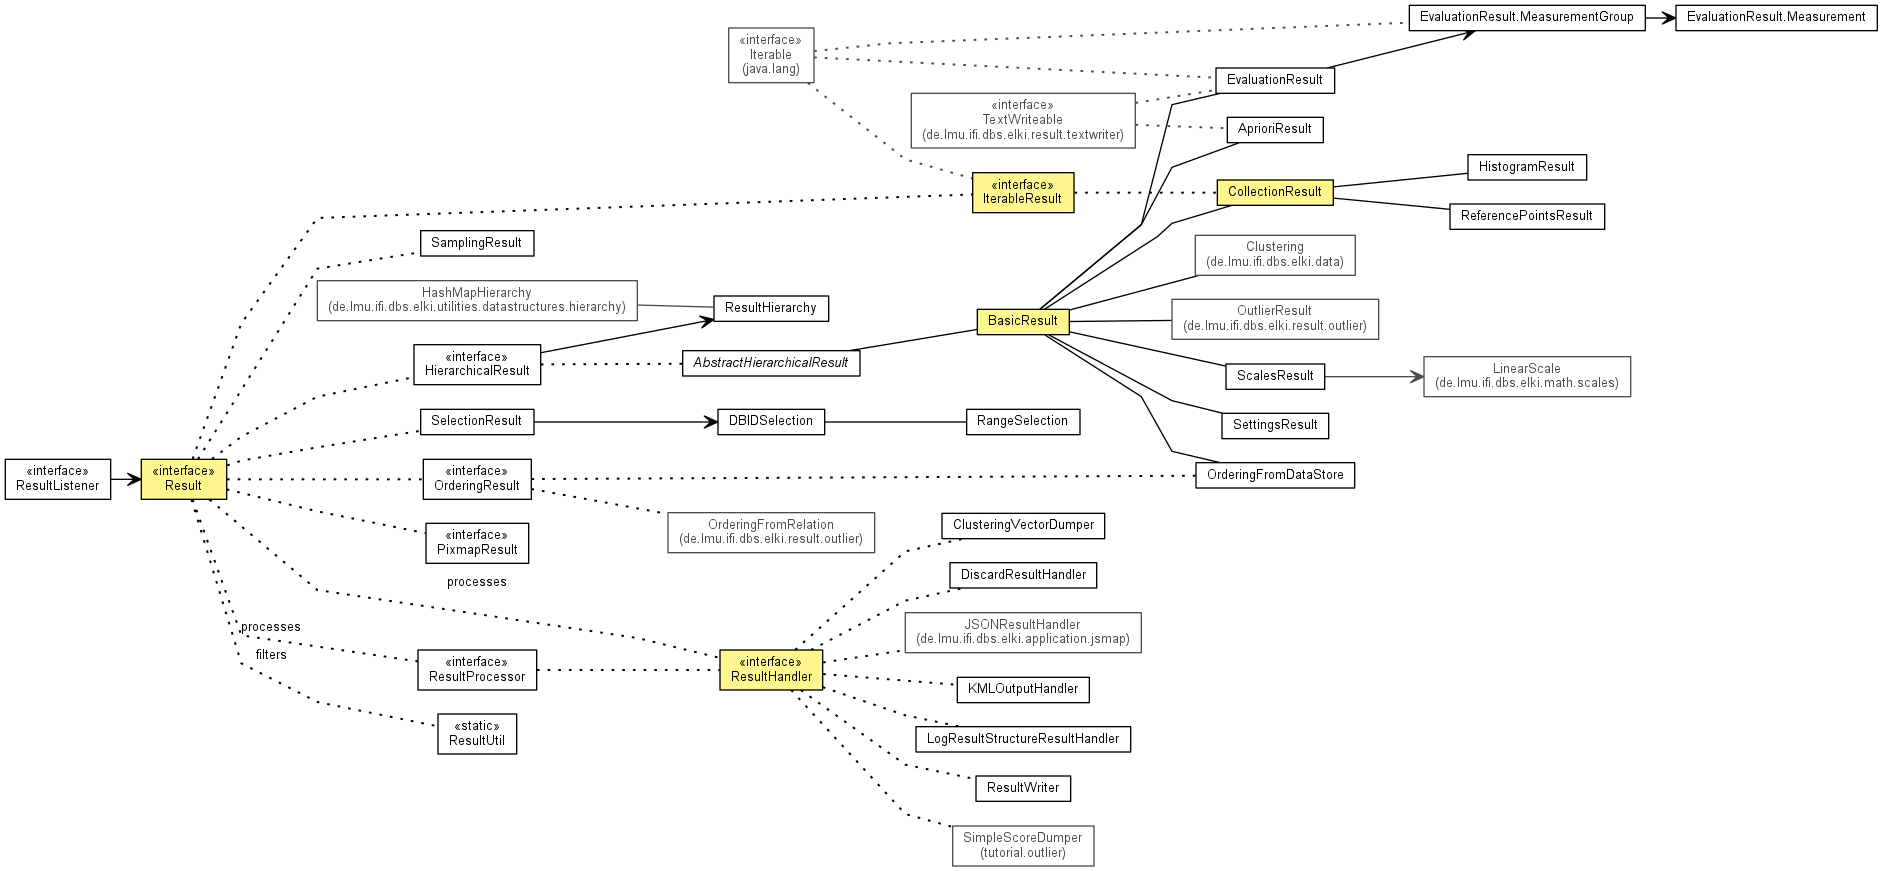 EvaluationResult.MeasurementGroup
EvaluationResult.Measurement
«interface»
Iterable
(java.lang)
EvaluationResult
«interface»
TextWriteable
(de.lmu.ifi.dbs.elki.result.textwriter)
AprioriResult
HistogramResult
«interface»
IterableResult
CollectionResult
ReferencePointsResult
SamplingResult
Clustering
(de.lmu.ifi.dbs.elki.data)
HashMapHierarchy
(de.lmu.ifi.dbs.elki.utilities.datastructures.hierarchy)
ResultHierarchy
BasicResult
OutlierResult
(de.lmu.ifi.dbs.elki.result.outlier)
«interface»
HierarchicalResult
AbstractHierarchicalResult
ScalesResult
LinearScale
(de.lmu.ifi.dbs.elki.math.scales)
SelectionResult
DBIDSelection
RangeSelection
SettingsResult
«interface»
ResultListener
«interface»
Result
«interface»
OrderingResult
OrderingFromDataStore
OrderingFromRelation
(de.lmu.ifi.dbs.elki.result.outlier)
«interface»
PixmapResult
ClusteringVectorDumper
processes
DiscardResultHandler
processes
JSONResultHandler
(de.lmu.ifi.dbs.elki.application.jsmap)
filters
«interface»
ResultProcessor
«interface»
ResultHandler
KMLOutputHandler
«static»
ResultUtil
LogResultStructureResultHandler
ResultWriter
SimpleScoreDumper
(tutorial.outlier)